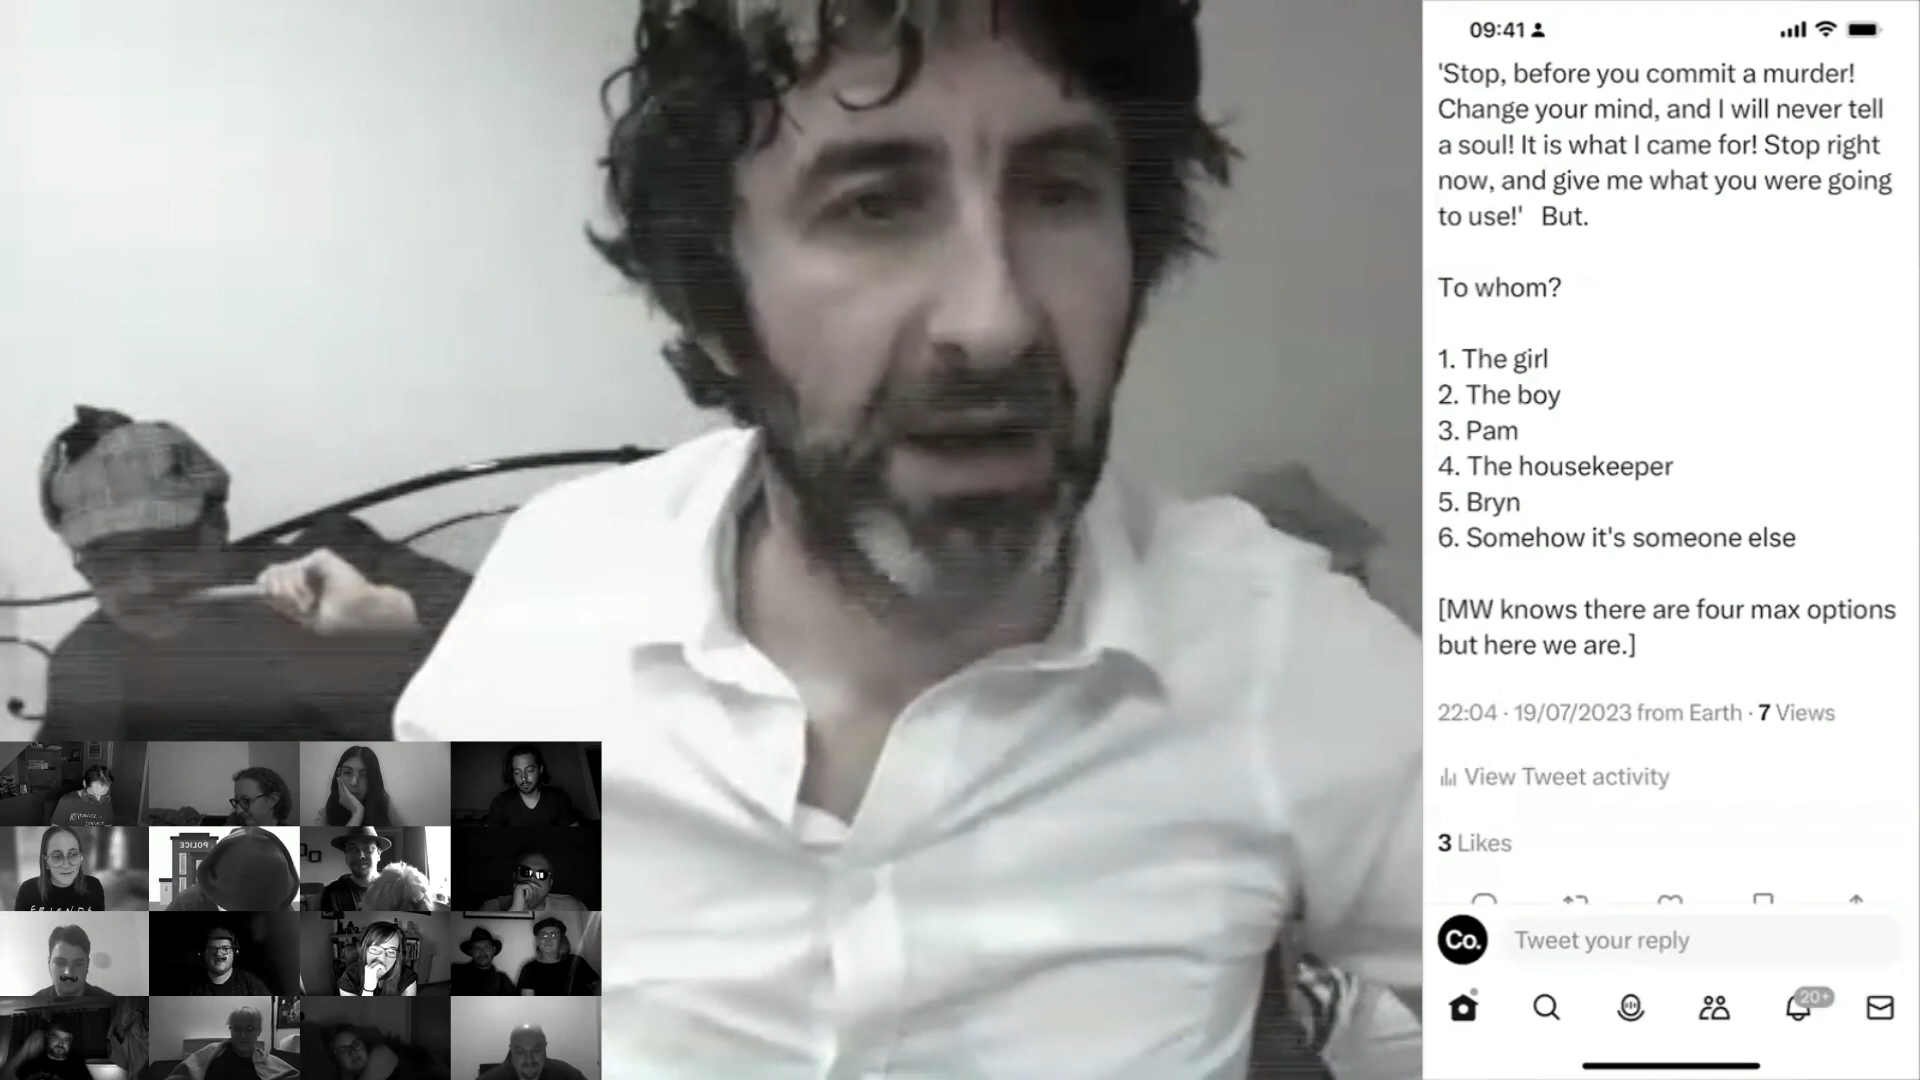 09:41
'Stop, before you commit a murder!
Change your mind, and I will never tell
a soul! It is what I came for! Stop right
now, and give me what you were going
to use!' But.
To whom?
1. The girl
2. The boy
3. Pam
4. The housekeeper
5. Bryn
6. Somehow it's someone else
[MW knows there are four max options
but here we are.]
22:04 · 19/07/2023 from Earth · 7 Views
View Tweet activity
3 Likes
Co.
Tweet your reply
20+
POLICE